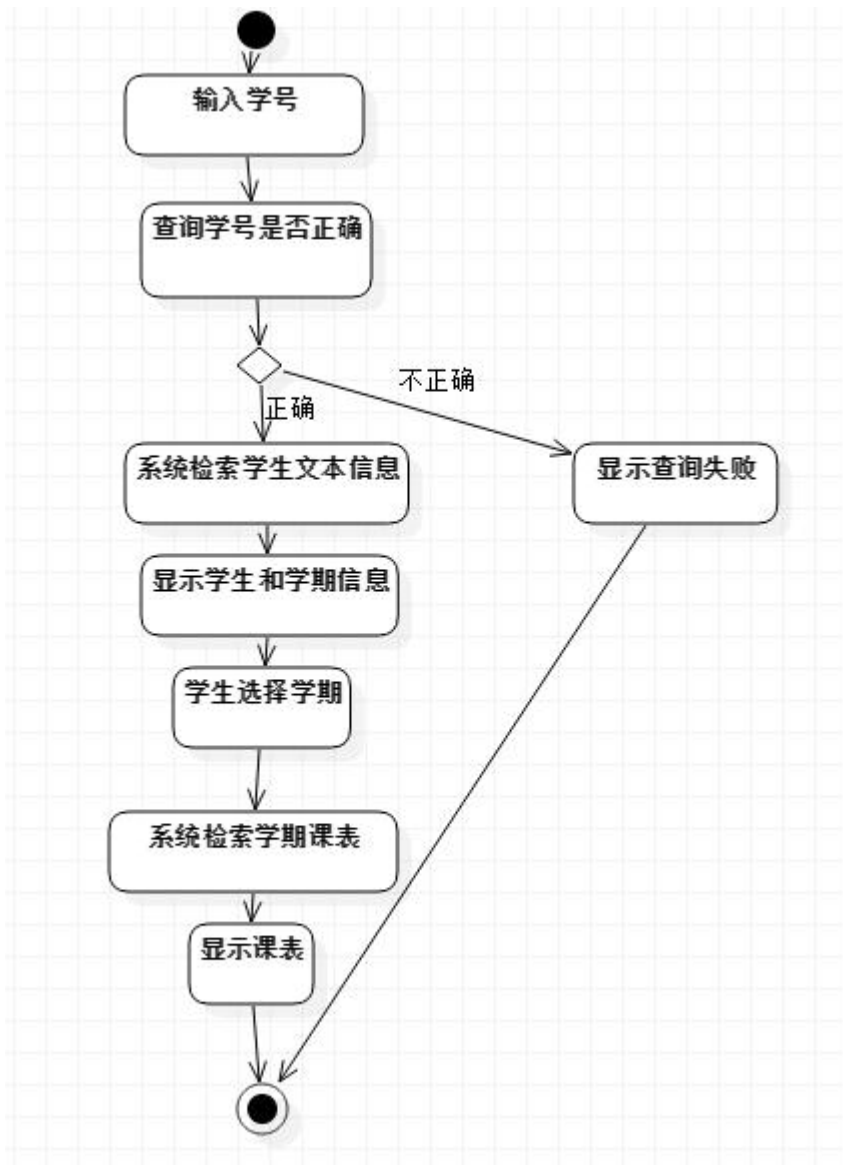 输入学号
查询学号是否正确
不正确
正确
系统检索学生文本信息
显示查询失败
显示学生和学期信息
学生选择学期
系统检索学期课表
显示课表